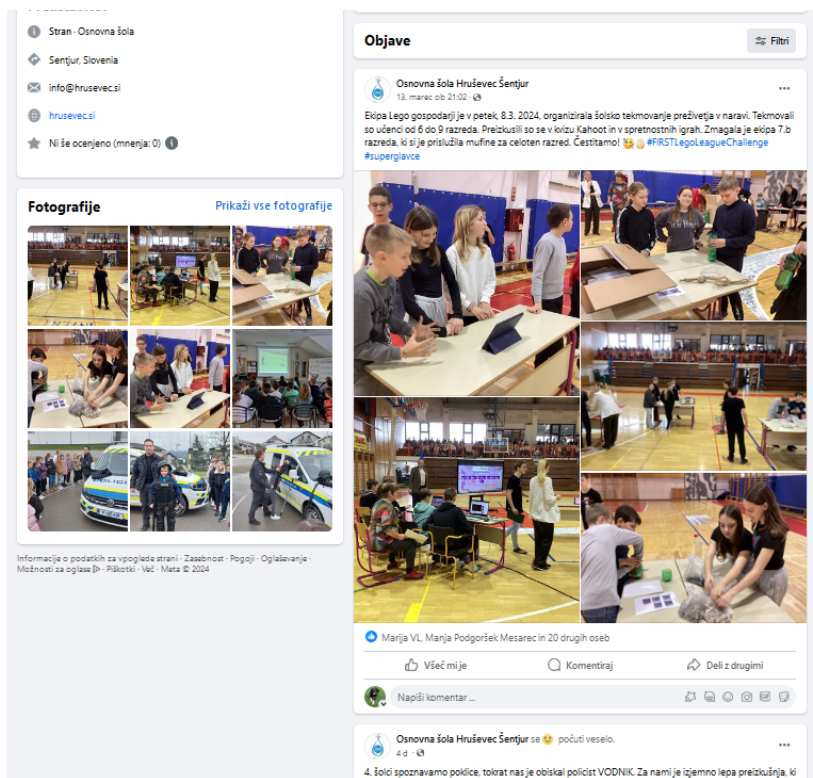 Stran · Osnovna šola
Šentjur, Slovenia
info@hrusevec.si
hrusevec.si
Ni še ocenjeno (mnenja: 0)
Fotografije
Prikaži vse fotografije
Informacije o podatkih za vpoglede strani · Zasebnost · Pogoji · Oglaševanje ·
Možnosti za oglase · Piškotki · Več · Meta © 2024
Objave
Filtri
Osnovna šola Hruševec Šentjur
13. marec ob 21:02 ·
Ekipa Lego gospodarji je v petek, 8.3. 2024, organizirala šolsko tekmovanje preživetja v naravi. Tekmovali
so učenci od 6 do 9 razreda. Preizkusili so se v kvizu Kahoot in v spretnostnih igrah. Zmagala je ekipa 7.b
razreda, ki si je prislužila mufine za celoten razred. Čestitamo! 🥳🧁 #FIRSTLegoLeagueChallenge
#superglavce
Marija VL, Manja Podgoršek Mesarec in 20 drugih oseb
Všeč mi je
Komentiraj
Deli z drugimi
Napiši komentar ...
Osnovna šola Hruševec Šentjur se počuti veselo.
4 d ·
4. šolci spoznavamo poklice, tokrat nas je obiskal policist VODNIK. Za nami je izjemno lepa preizkušnja, ki